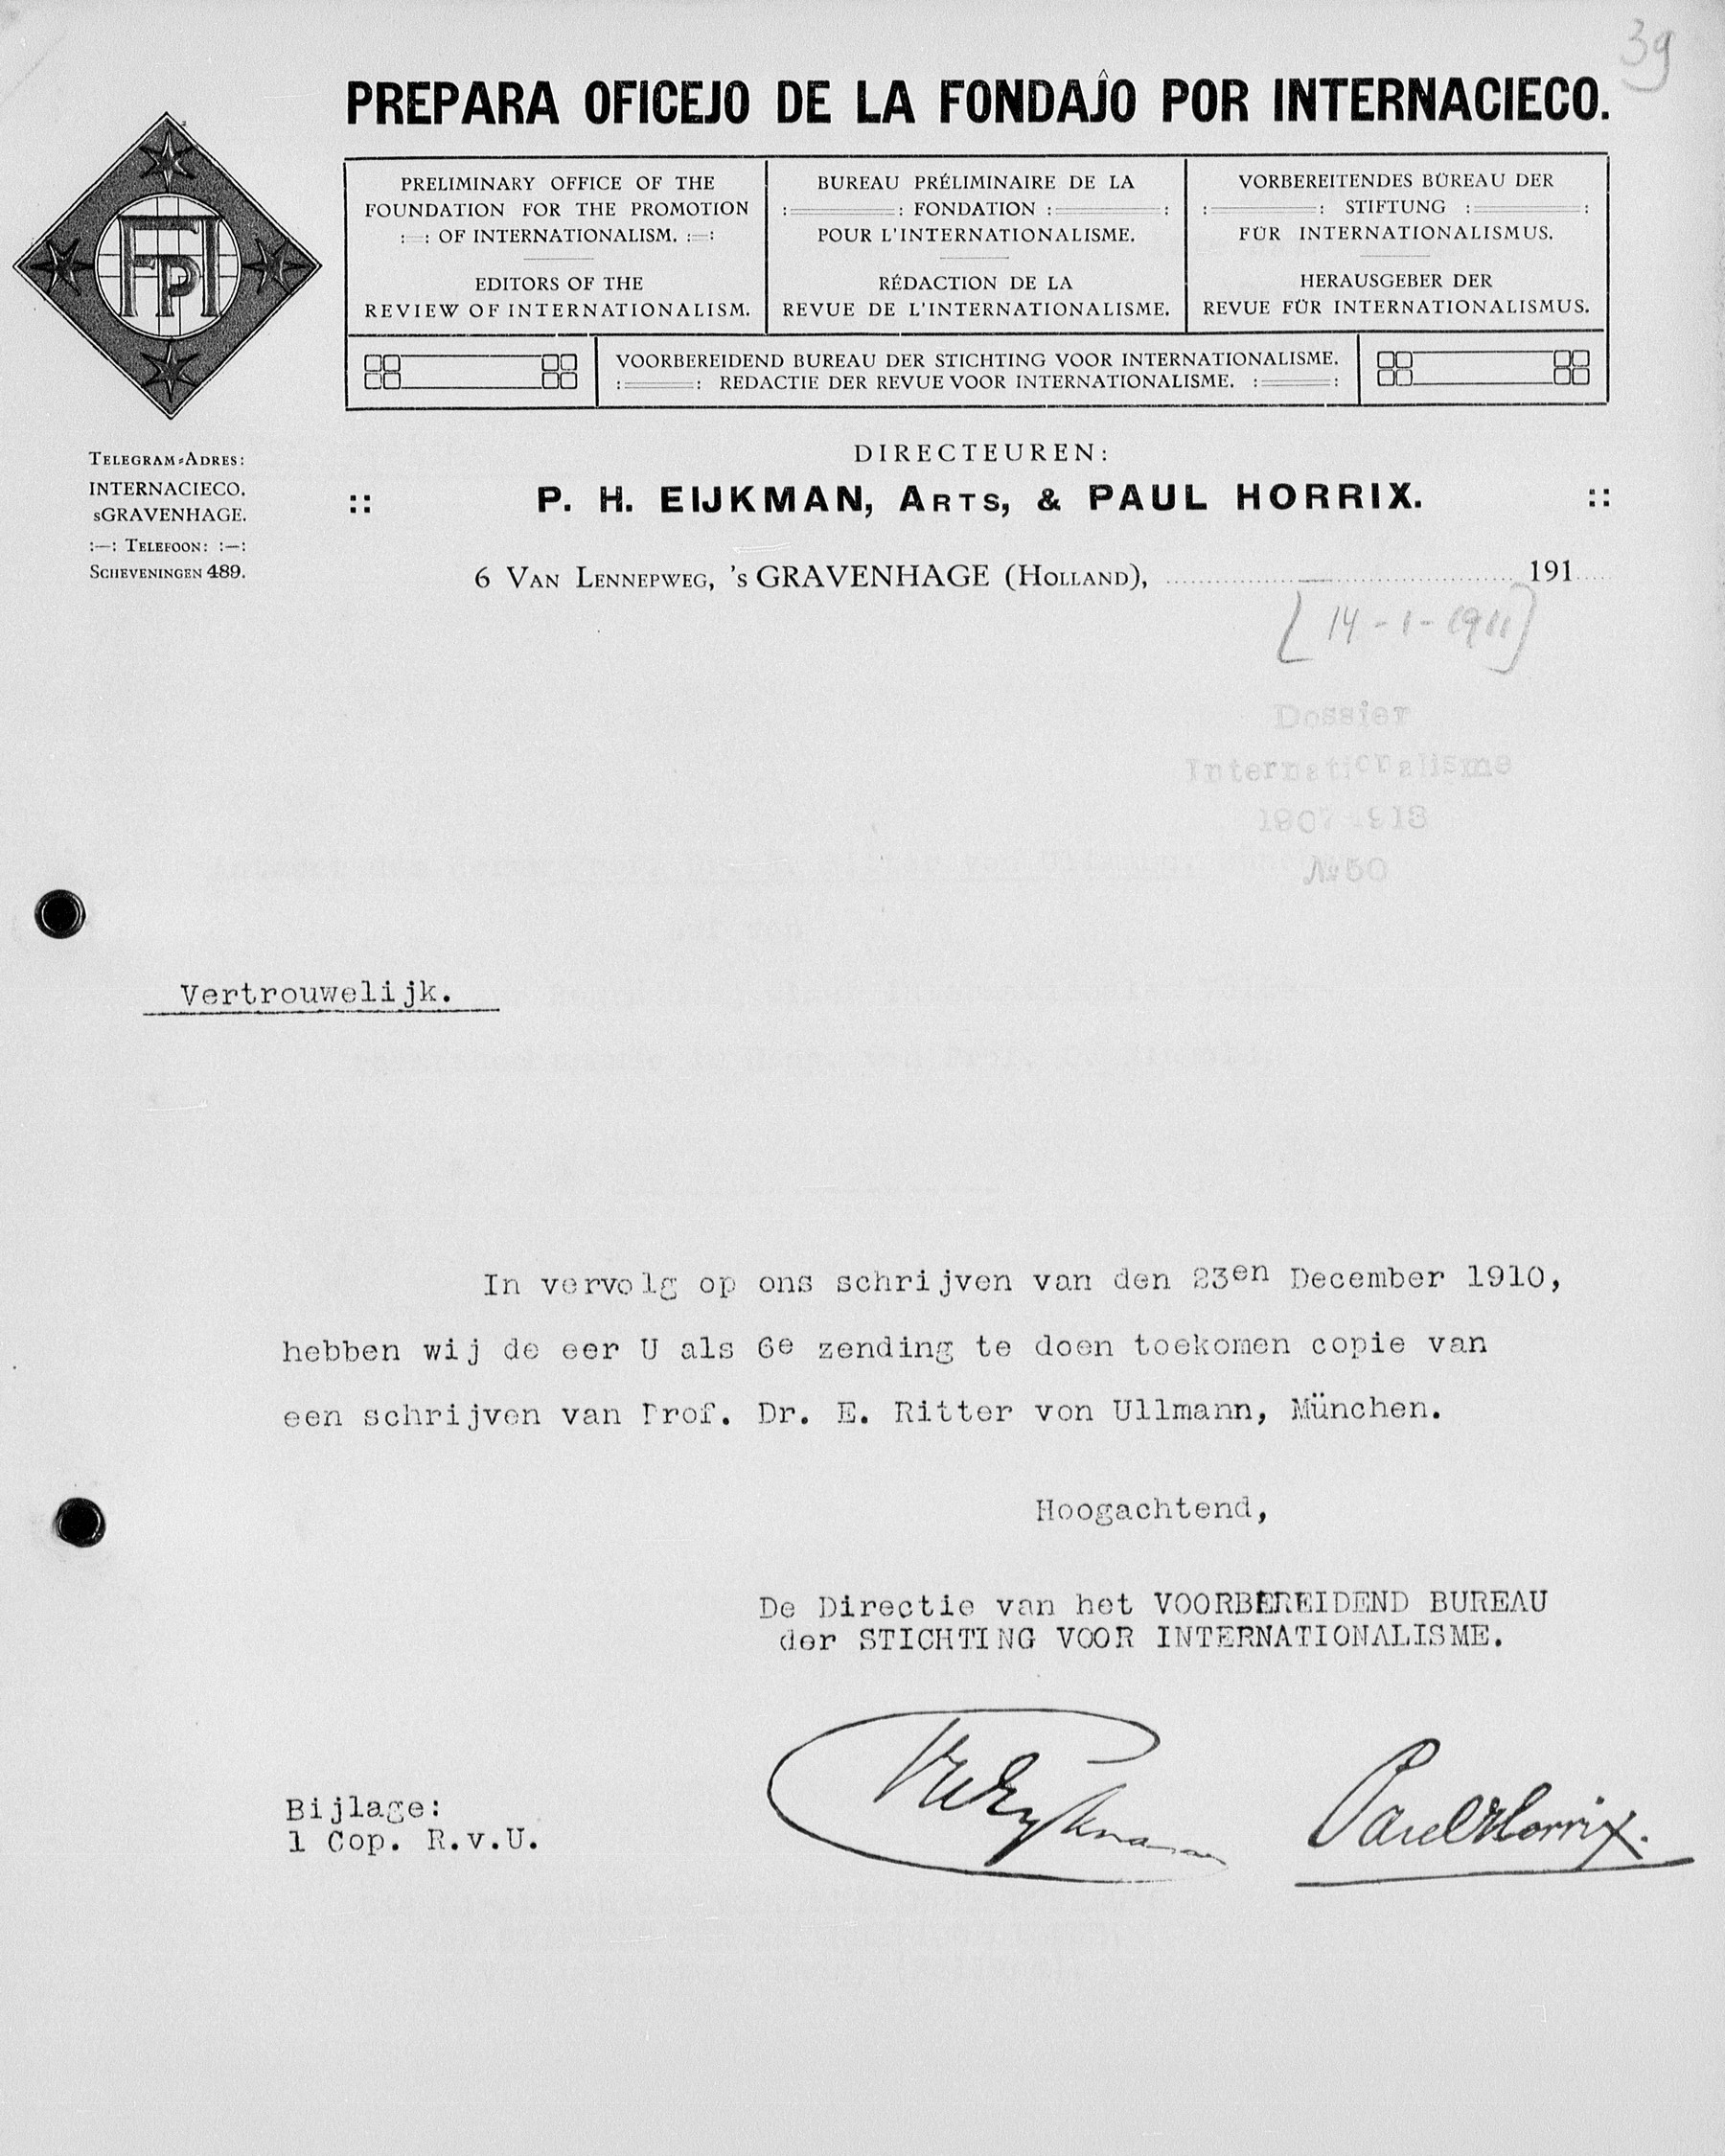 39
PREPARA OFICEJO DE LA FONDAĴO POR INTERNACIECO.
FPI
PRELIMINARY OFFICE OF THE
FOUNDATION FOR THE PROMOTION
:—: OF INTERNATIONALISM. :—:
EDITORS OF THE
REVIEW OF INTERNATIONALISM.
BUREAU PRÉLIMINAIRE DE LA
: FONDATION :
POUR L'INTERNATIONALISME.
RÉDACTION DE LA
REVUE DE L'INTERNATIONALISME.
VORBEREITENDES BÜREAU DER
: STIFTUNG :
FÜR INTERNATIONALISMUS.
HERAUSGEBER DER
REVUE FÜR INTERNATIONALISMUS.
VOORBEREIDEND BUREAU DER STICHTING VOOR INTERNATIONALISME.
: REDACTIE DER REVUE VOOR INTERNATIONALISME. :
TELEGRAM-ADRES:
INTERNACIECO.
sGRAVENHAGE.
:—: TELEFOON: :—:
SCHEVENINGEN 489.
DIRECTEUREN:
:: P. H. EIJKMAN, ARTS, & PAUL HORRIX. ::
6 VAN LENNEPWEG, 's GRAVENHAGE (HOLLAND), 191
[14-1-1911]
Dossier
Internationalisme
1907-1918
№ 50
Vertrouwelijk.
In vervolg op ons schrijven van den 23en December 1910,
hebben wij de eer U als 6e zending te doen toekomen copie van
een schrijven van Prof. Dr. E. Ritter von Ullmann, München.
Hoogachtend,
De Directie van het VOORBEREIDEND BUREAU
der STICHTING VOOR INTERNATIONALISME.
PHEijkman
Paul Horrix.
Bijlage:
1 Cop. R.v.U.